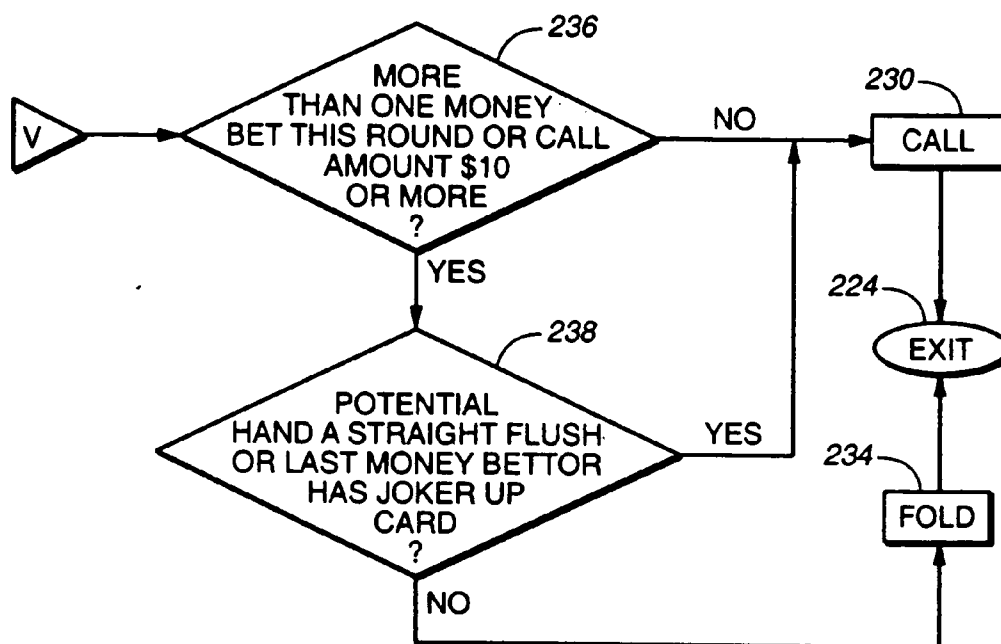 236
MORE
THAN ONE MONEY
BET THIS ROUND OR CALL
AMOUNT $10
OR MORE
?
V
NO
230
CALL
YES
238
POTENTIAL
HAND A STRAIGHT FLUSH
OR LAST MONEY BETTOR
HAS JOKER UP
CARD
?
YES
224
EXIT
234
FOLD
NO